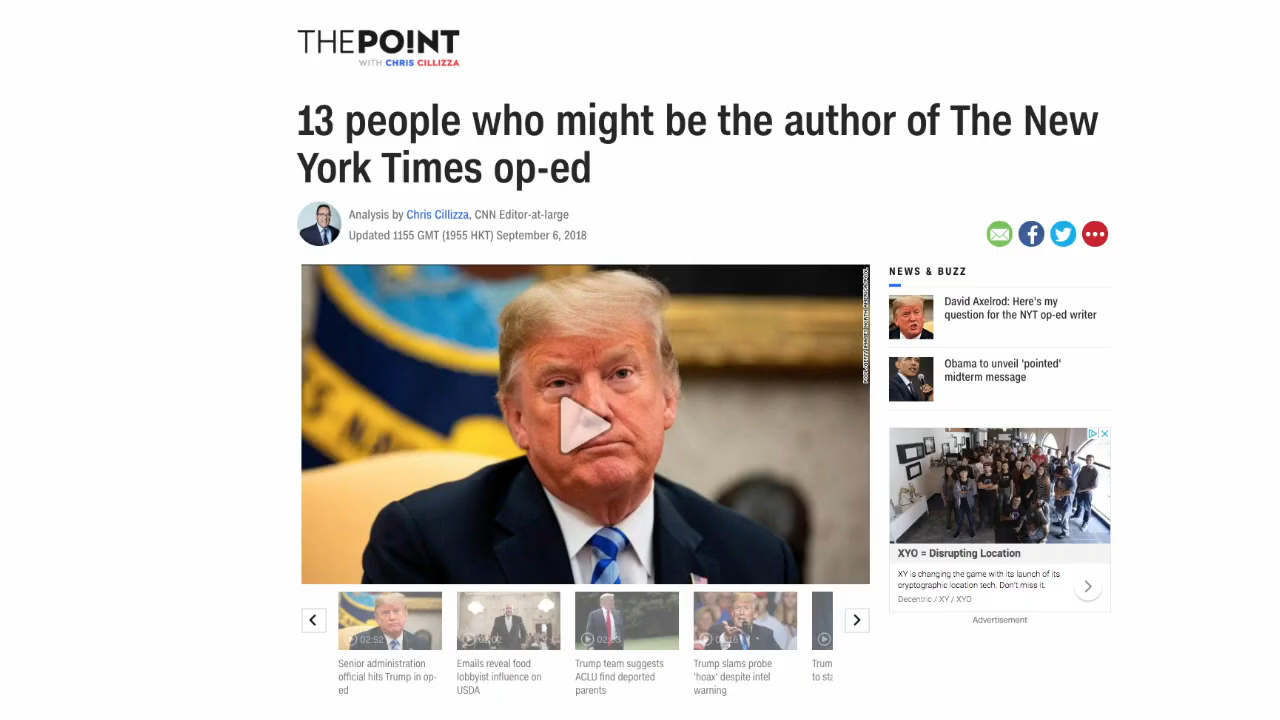 THE POINT
WITH CHRIS CILLIZZA
13 people who might be the author of The New
York Times op-ed
Analysis by Chris Cillizza, CNN Editor-at-large
Updated 1155 GMT (1955 HKT) September 6, 2018
NEWS & BUZZ
David Axelrod: Here's my
question for the NYT op-ed writer
Obama to unveil 'pointed'
midterm message
XYO = Disrupting Location
XY is changing the game with its launch of its
cryptographic location tech. Don't miss it.
Decentric / XY / XYO
Advertisement
02:52
Senior administration
official hits Trump in op-
ed
Emails reveal food
lobbyist influence on
USDA
Trump team suggests
ACLU find deported
parents
Trump slams probe
'hoax' despite intel
warning
Trum
to sta